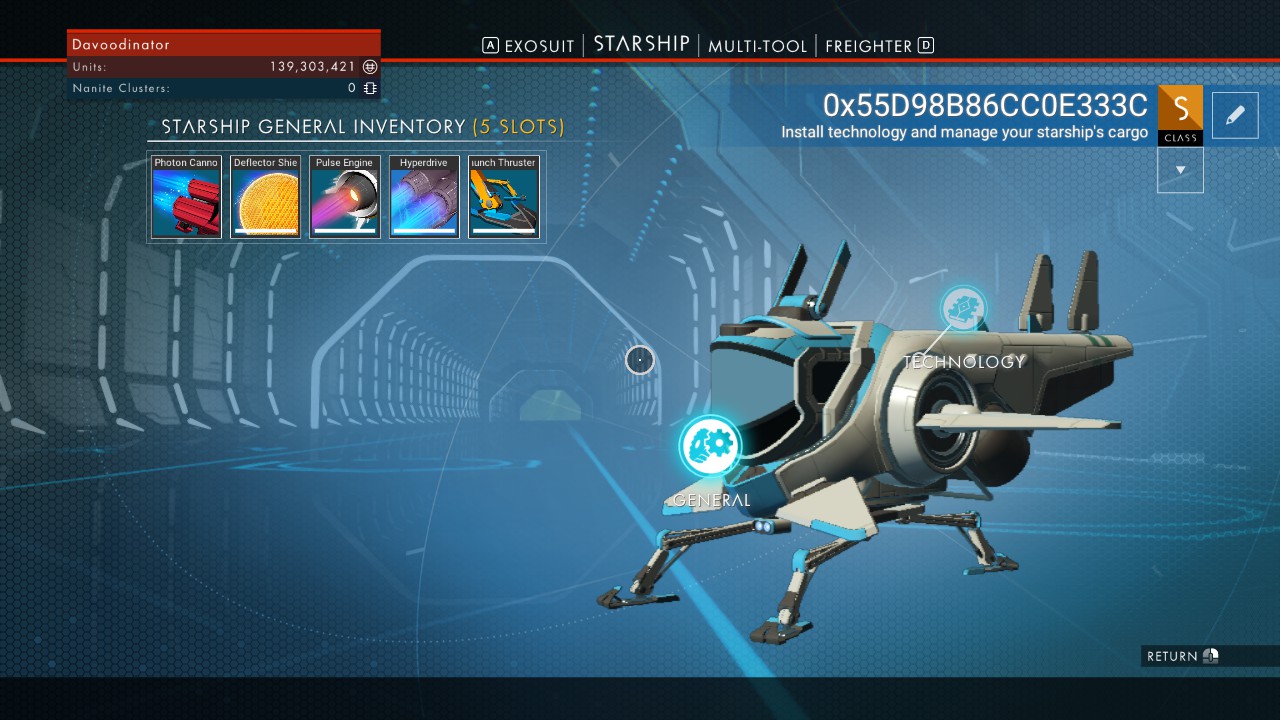 Davoodinator
Units: 139,303,421
Nanite Clusters: 0
A EXOSUIT STARSHIP MULTI-TOOL FREIGHTER D
0x55D98B86CC0E333C
Install technology and manage your starship's cargo
S
CLASS
STARSHIP GENERAL INVENTORY (5 SLOTS)
Photon Canno Deflector Shie Pulse Engine Hyperdrive unch Thruster
TECHNOLOGY
GENERAL
RETURN